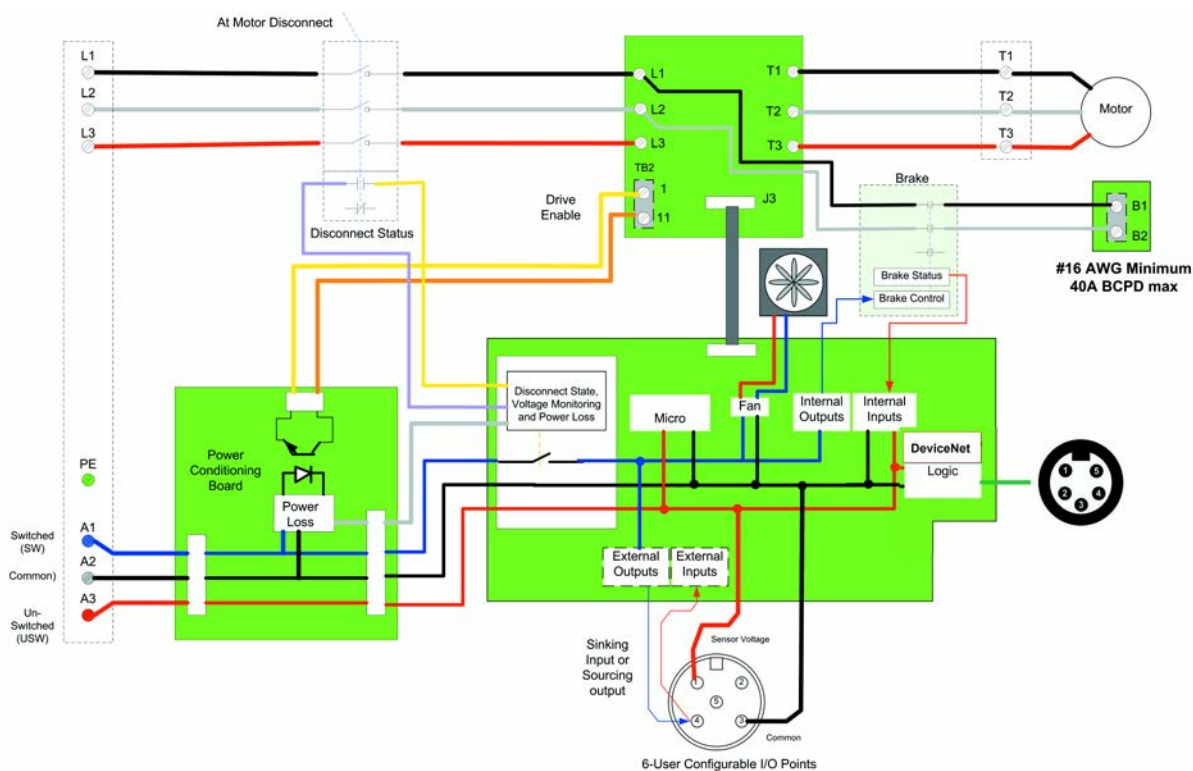 At Motor Disconnect
L1
L2
L3
L1
L2
L3
T1
T2
T3
T1
T2
T3
Motor
TB2
1
11
Drive
Enable
J3
Disconnect Status
Brake
Brake Status
Brake Control
B1
B2
#16 AWG Minimum
40A BCPD max
Disconnect State,
Voltage Monitoring
and Power Loss
Micro
Fan
Internal
Outputs
Internal
Inputs
DeviceNet
Logic
1
5
2
4
3
Power
Conditioning
Board
Power
Loss
PE
A1
Switched
(SW)
A2
Common)
A3
Un-
Switched
(USW)
External
Outputs
External
Inputs
Sinking
Input or
Sourcing
output
Sensor Voltage
2
5
4
3
Common
6-User Configurable I/O Points